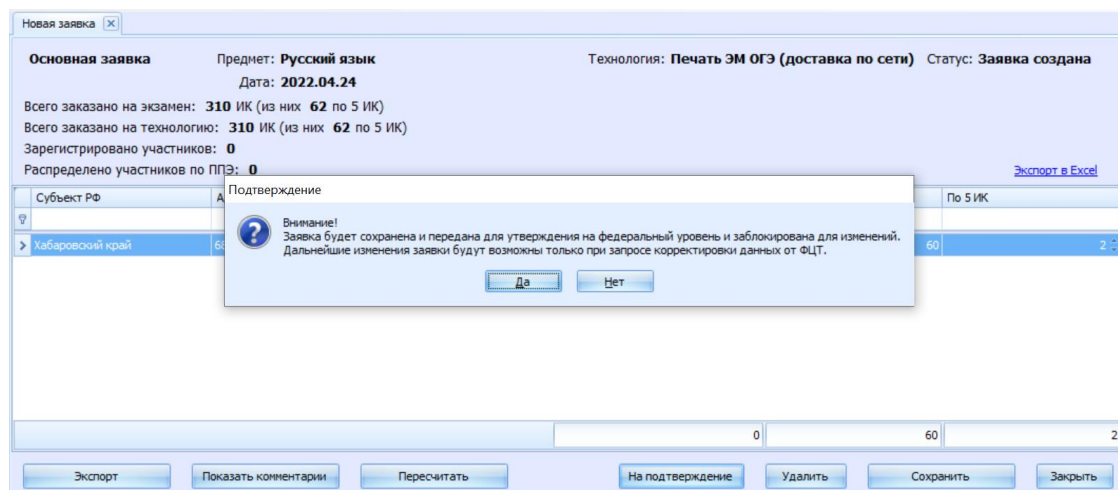 Новая заявка
Основная заявка Предмет: Русский язык Технология: Печать ЭМ ОГЭ (доставка по сети) Статус: Заявка создана
Дата: 2022.04.24
Всего заказано на экзамен: 310 ИК (из них 62 по 5 ИК)
Всего заказано на технологию: 310 ИК (из них 62 по 5 ИК)
Зарегистрировано участников: 0
Распределено участников по ППЭ: 0
Экспорт в Excel
Субъект РФ По 5 ИК
Подтверждение
Внимание!
Заявка будет сохранена и передана для утверждения на федеральный уровень и заблокирована для изменений.
Хабаровский край 60 2
Дальнейшие изменения заявки будут возможны только при запросе корректировки данных от ФЦТ.
Да Нет
0 60 2
Экспорт Показать комментарии Пересчитать На подтверждение Удалить Сохранить Закрыть